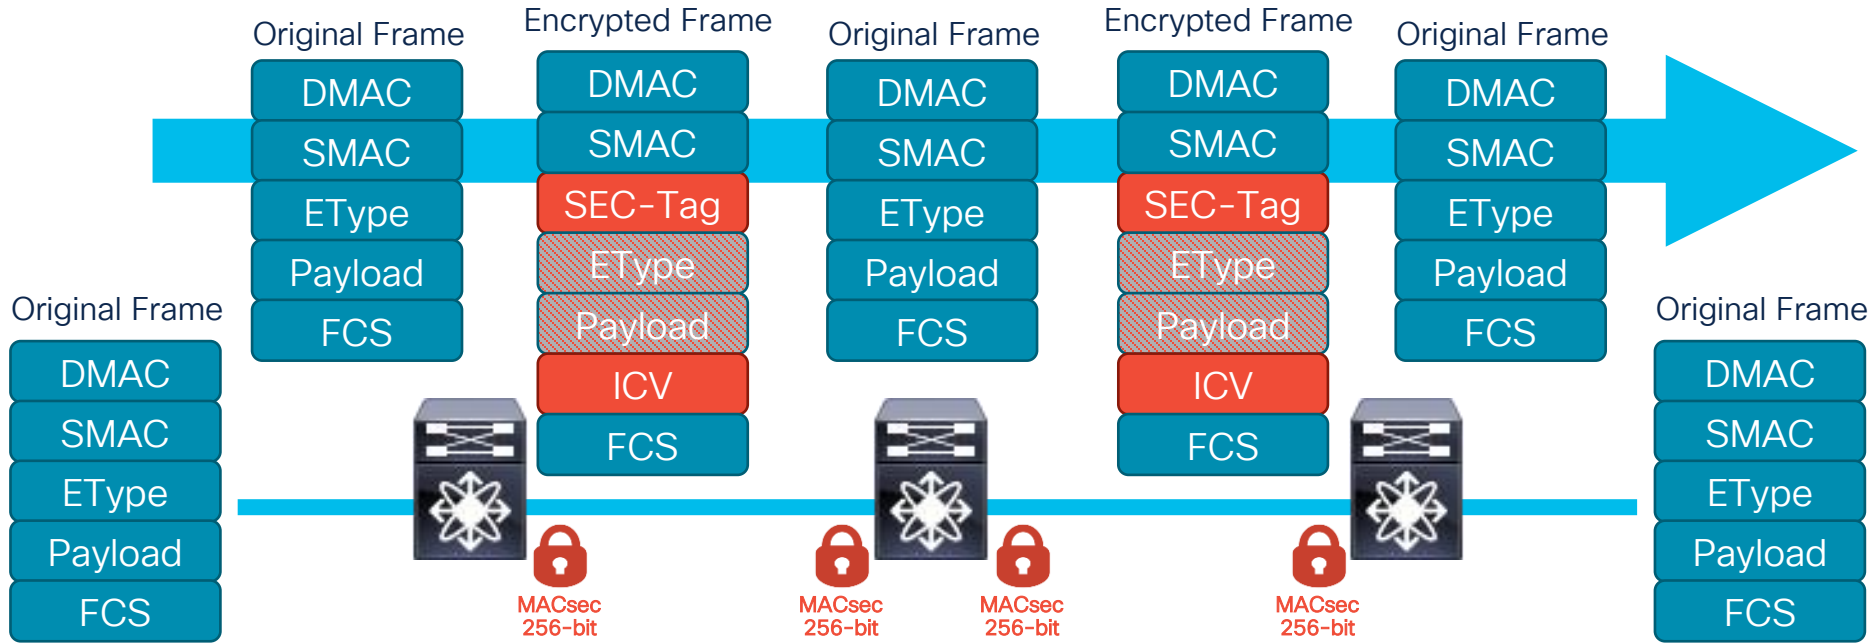 Original Frame
DMAC
SMAC
EType
Payload
FCS
Original Frame
DMAC
SMAC
EType
Payload
FCS
Encrypted Frame
DMAC
SMAC
SEC-Tag
EType
Payload
ICV
FCS
Original Frame
DMAC
SMAC
EType
Payload
FCS
Encrypted Frame
DMAC
SMAC
SEC-Tag
EType
Payload
ICV
FCS
Original Frame
DMAC
SMAC
EType
Payload
FCS
Original Frame
DMAC
SMAC
EType
Payload
FCS
MACsec
256-bit
MACsec
256-bit
MACsec
256-bit
MACsec
256-bit